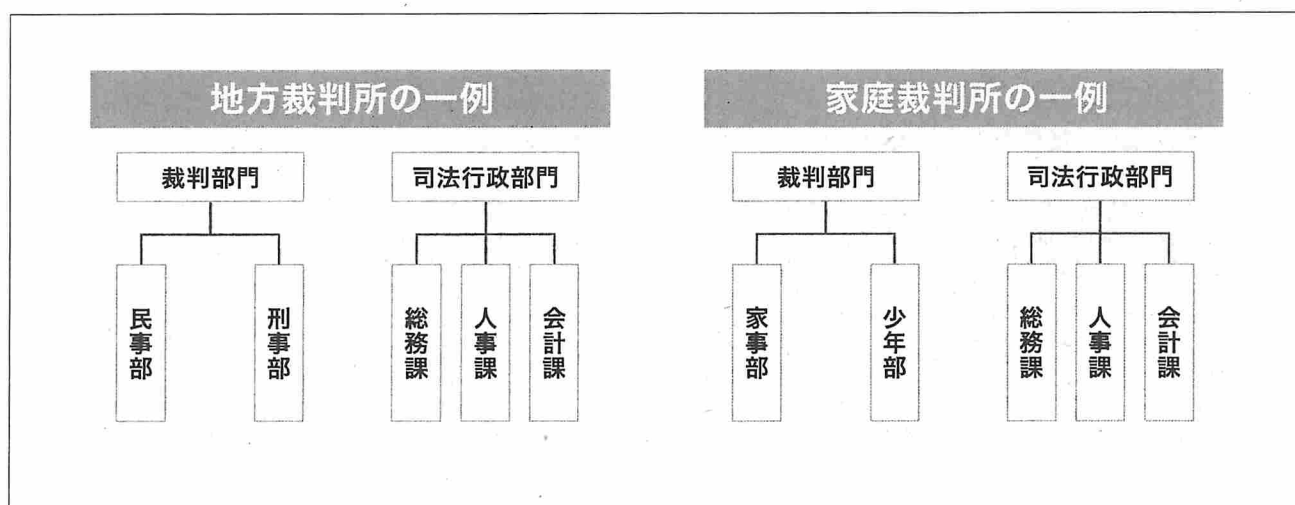 地方裁判所の一例
裁判部門
司法行政部門
民事部
刑事部
総務課
人事課
会計課
家庭裁判所の一例
裁判部門
司法行政部門
家事部
少年部
総務課
人事課
会計課